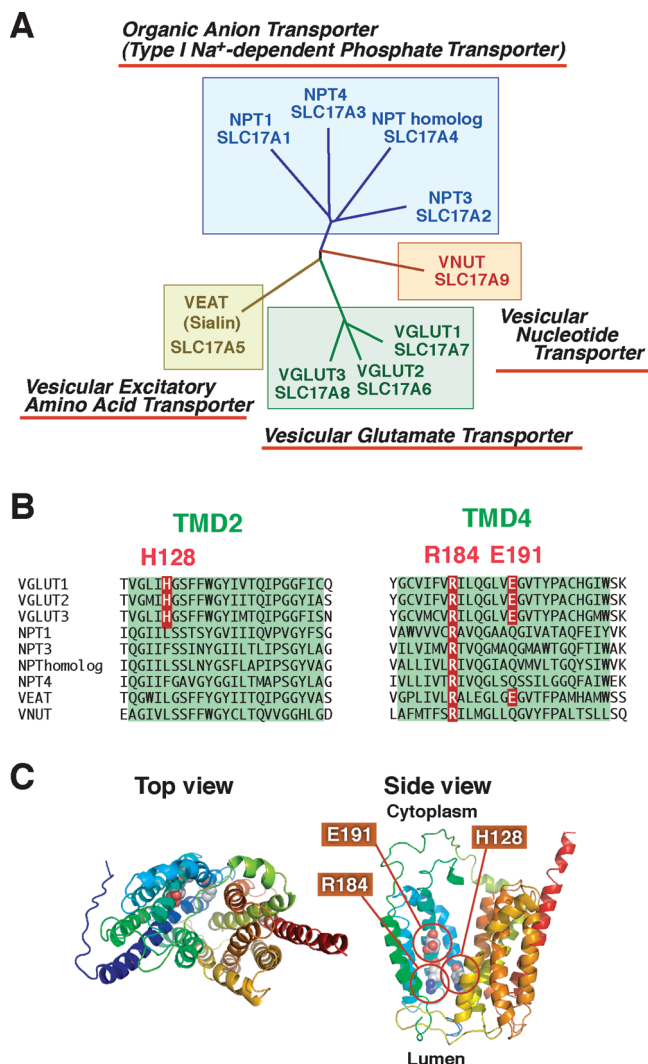 A
Organic Anion Transporter
(Type I Na+-dependent Phosphate Transporter)
NPT4
SLC17A3
NPT1
SLC17A1
NPT homolog
SLC17A4
NPT3
SLC17A2
VNUT
SLC17A9
VEAT
(Sialin)
SLC17A5
VGLUT1
SLC17A7
VGLUT2
SLC17A6
VGLUT3
SLC17A8
Vesicular
Nucleotide
Transporter
Vesicular Excitatory
Amino Acid Transporter
Vesicular Glutamate Transporter
B
TMD2 TMD4
H128 R184 E191
VGLUT1 TVGLIHGSFFWGYIVTQIPGGFICQ YGCVIFVRILQGLVEGVTYPACHGIWSK
VGLUT2 TVGMIHGSFFWGYIITQIPGGYIAS YGCVIFVRILQGLVEGVTYPACHGIWSK
VGLUT3 TVGLIHGSFFWGYIMTQIPGGFISN YGCVMCVRILQGLVEGVTYPACHGMWSK
NPT1 IQGIILSSTSYGVIIIQVPVGYFSG VAWVVVCRAVQGAAQGIVATAQFEIYVK
NPT3 IQGIIFSSINYGIILTLIPSGYLAG VILVIMVRTVQGMAQGMAWTGQFTIWAK
NPThomolog IQGIILSSLNYGSFLAPIPSGYVAG VALLIVLRIVQGIAQVMVLTGQYSIWVK
NPT4 IQIIFGAVGYGGILTMAPSGYLAG IVLLIVTRIVQGLSQSSILGGQFAIWEK
VEAT TQGWILGSFFYGYIITQIPGGYVAS VGPLIVLRALEGLGEGVTFPAMHAMWSS
VNUT EAGIVLSSFFWGYCLTQVVGGHLGD LAFMTFSRILMGLLQGVYFPALTSLLSQ
C
Top view
Side view
Cytoplasm
E191
H128
R184
Lumen